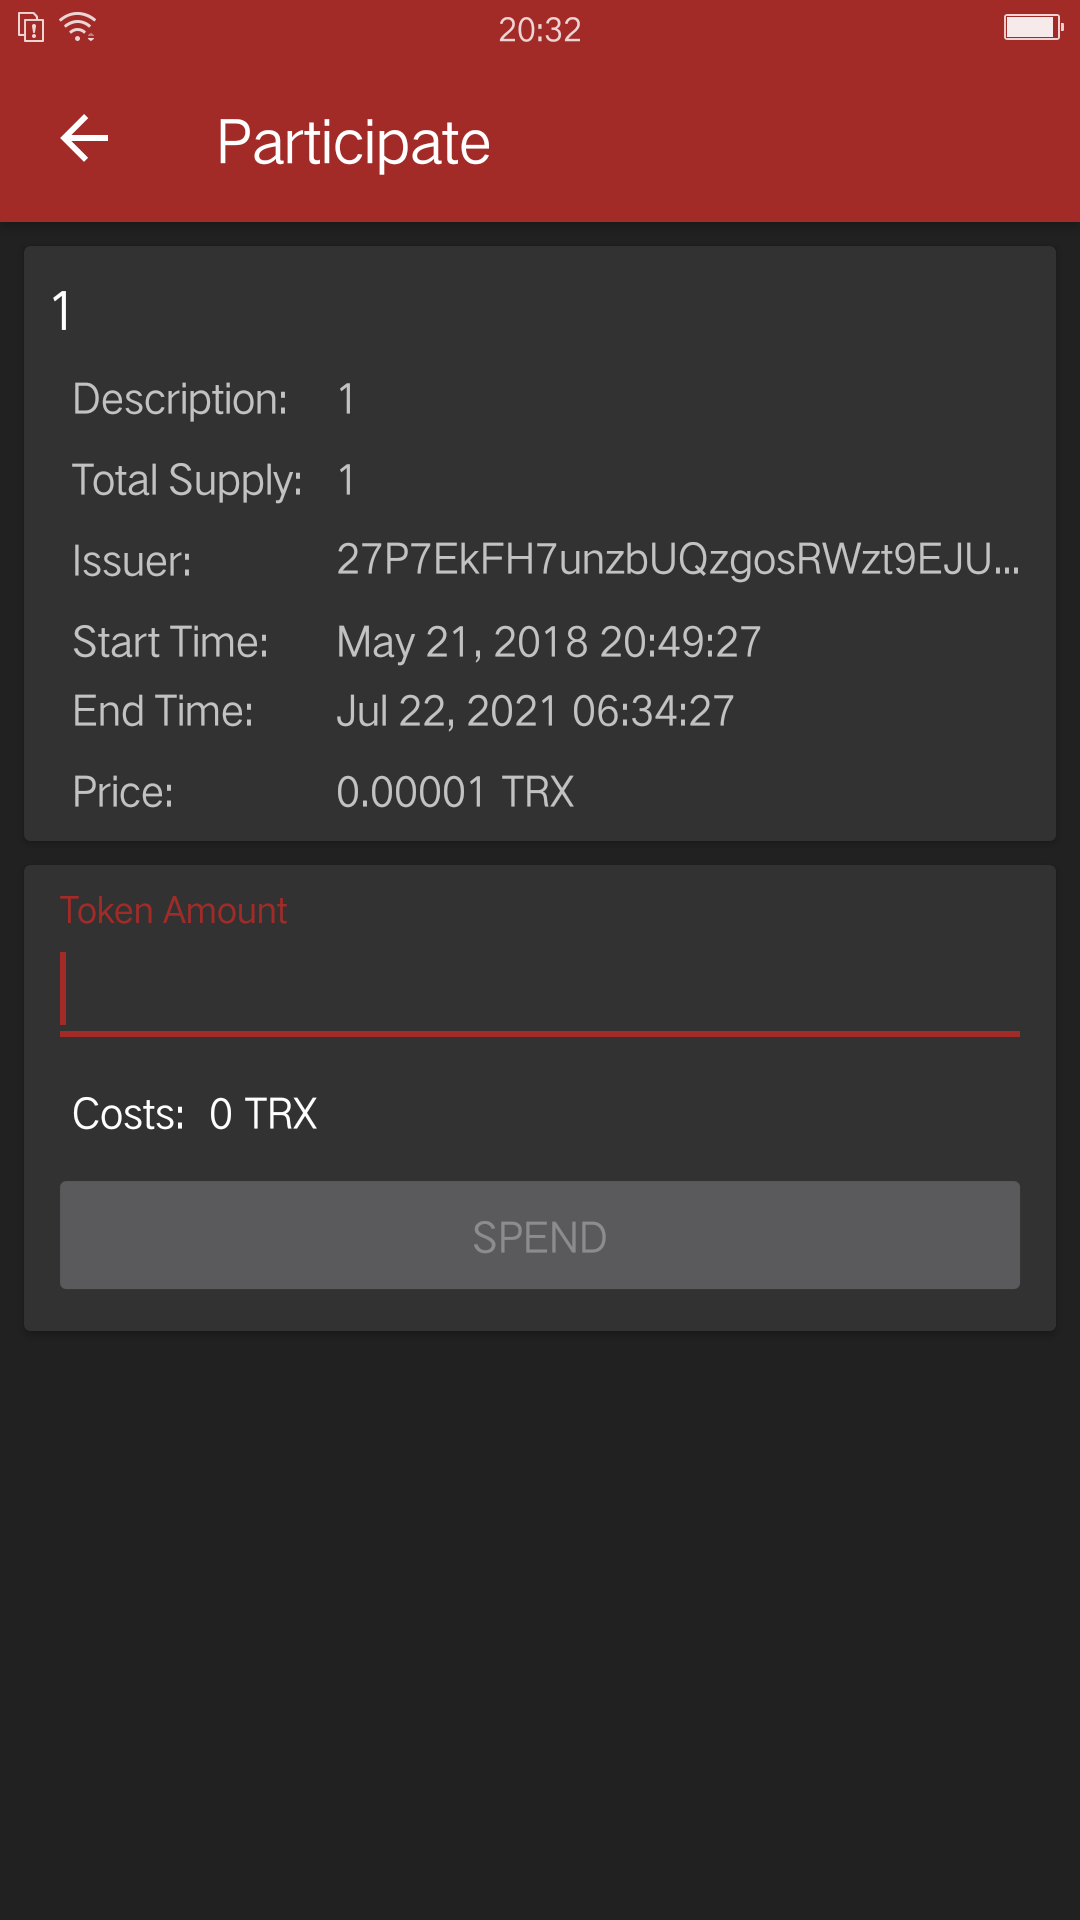 20:32
Participate
1
Description: 1
Total Supply: 1
Issuer: 27P7EkFH7unzbUQzgosRWzt9EJU...
Start Time: May 21, 2018 20:49:27
End Time: Jul 22, 2021 06:34:27
Price: 0.00001 TRX
Token Amount
Costs: 0 TRX
SPEND